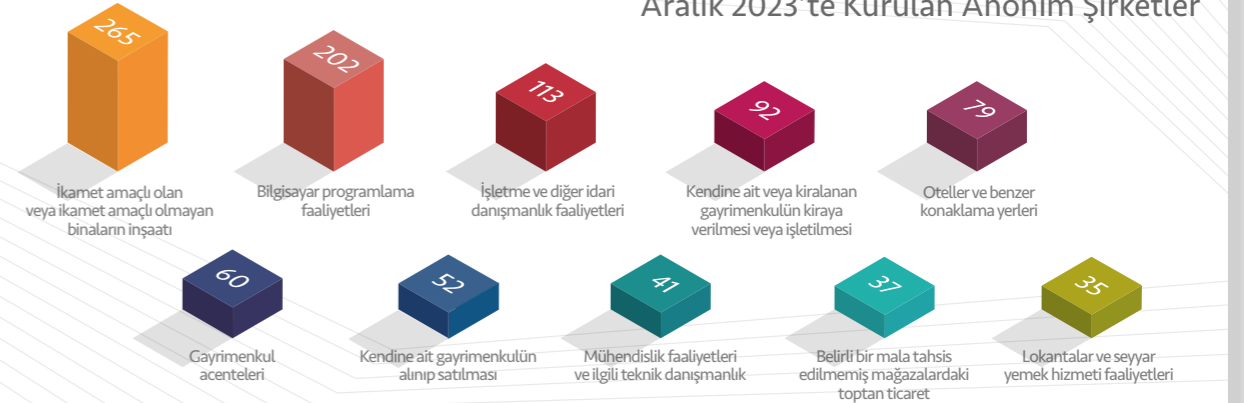 Aralık 2023'te Kurulan Anonim Şirketler
265
202
113
92
79
İkamet amaçlı olan
veya ikamet amaçlı olmayan
binaların inşaatı
Bilgisayar programlama
faaliyetleri
İşletme ve diğer idari
danışmanlık faaliyetleri
Kendine ait veya kiralanan
gayrimenkulün kiraya
verilmesi veya işletilmesi
Oteller ve benzer
konaklama yerleri
60
52
41
37
35
Gayrimenkul
acenteleri
Kendine ait gayrimenkulün
alınıp satılması
Mühendislik faaliyetleri
ve ilgili teknik danışmanlık
Belirli bir mala tahsis
edilmemiş mağazalardaki
toptan ticaret
Lokantalar ve seyyar
yemek hizmeti faaliyetleri